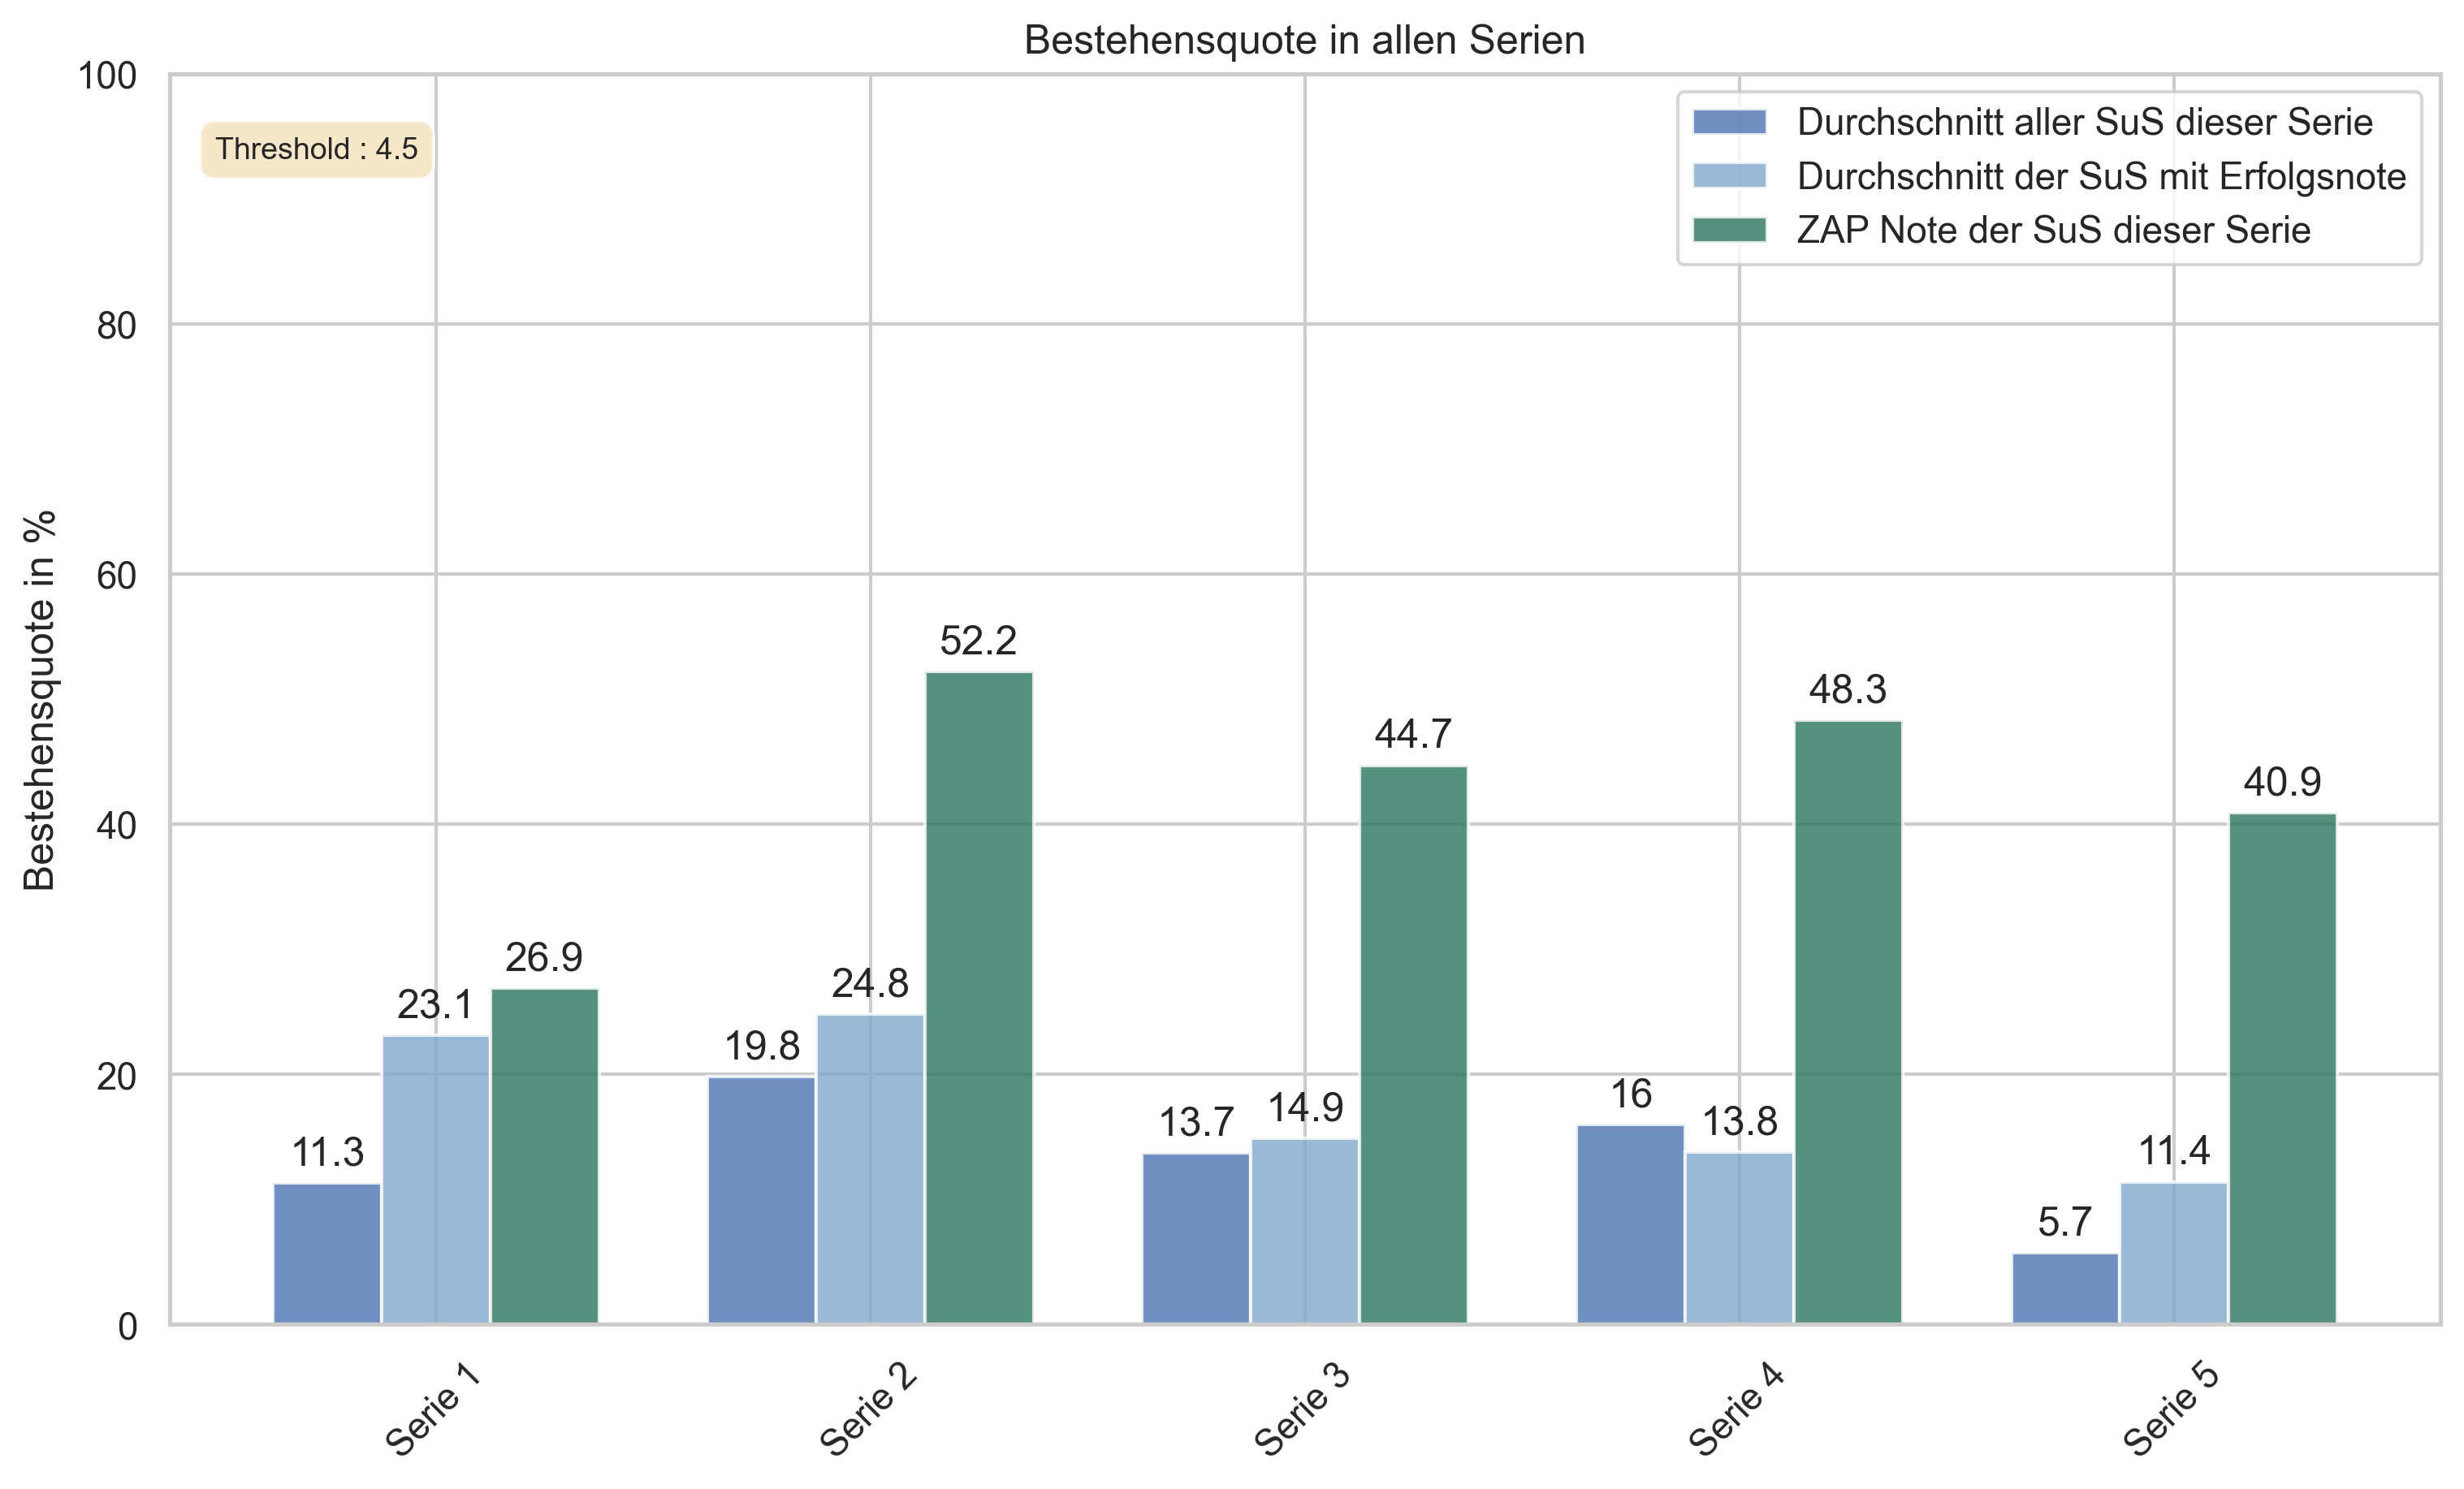 Bestehensquote in allen Serien
100
80
60
40
20
0
Bestehensquote in %
Threshold : 4.5
Durchschnitt aller SuS dieser Serie
Durchschnitt der SuS mit Erfolgsnote
ZAP Note der SuS dieser Serie
11.3
23.1
26.9
19.8
24.8
52.2
13.7
14.9
44.7
16
13.8
48.3
5.7
11.4
40.9
Serie 1
Serie 2
Serie 3
Serie 4
Serie 5